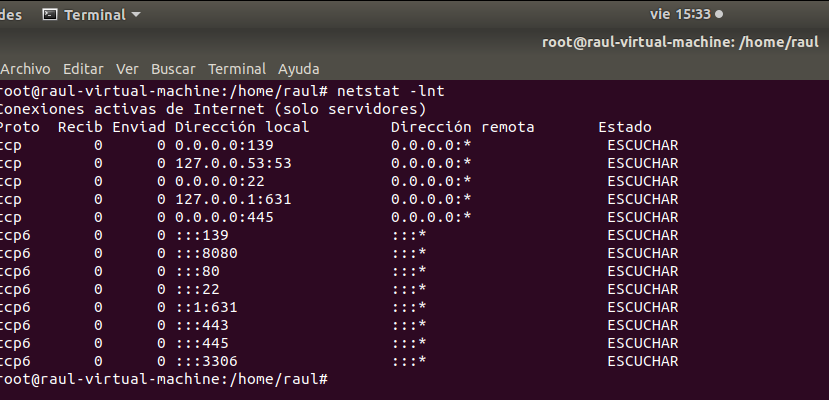 des Terminal vie 15:33
root@raul-virtual-machine: /home/raul
Archivo Editar Ver Buscar Terminal Ayuda
root@raul-virtual-machine:/home/raul# netstat -lnt
Conexiones activas de Internet (solo servidores)
Proto Recib Enviad Dirección local Dirección remota Estado
tcp 0 0 0.0.0.0:139 0.0.0.0:* ESCUCHAR
tcp 0 0 127.0.0.53:53 0.0.0.0:* ESCUCHAR
tcp 0 0 0.0.0.0:22 0.0.0.0:* ESCUCHAR
tcp 0 0 127.0.0.1:631 0.0.0.0:* ESCUCHAR
tcp 0 0 0.0.0.0:445 0.0.0.0:* ESCUCHAR
tcp6 0 0 :::139 :::* ESCUCHAR
tcp6 0 0 :::8080 :::* ESCUCHAR
tcp6 0 0 :::80 :::* ESCUCHAR
tcp6 0 0 :::22 :::* ESCUCHAR
tcp6 0 0 ::1:631 :::* ESCUCHAR
tcp6 0 0 :::443 :::* ESCUCHAR
tcp6 0 0 :::445 :::* ESCUCHAR
tcp6 0 0 :::3306 :::* ESCUCHAR
root@raul-virtual-machine:/home/raul#